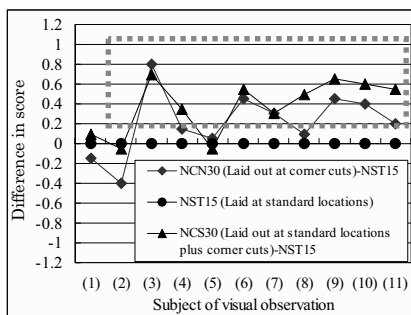 1.2
1
0.8
0.6
0.4
0.2
0
-0.2
-0.4
-0.6
-0.8
-1
-1.2
Difference in score
NCN30 (Laid out at corner cuts)-NST15
NST15 (Laid at standard locations)
NCS30 (Laid out at standard locations
plus corner cuts)-NST15
(1) (2) (3) (4) (5) (6) (7) (8) (9) (10) (11)
Subject of visual observation